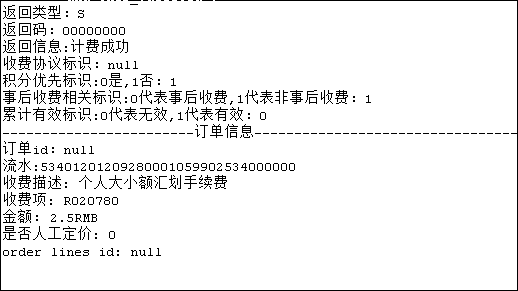 返回类型: S
返回码: 00000000
返回信息:计费成功
收费协议标识: null
积分优先标识:0是,1否: 1
事后收费相关标识:0代表事后收费,1代表非事后收费: 1
累计有效标识:0代表无效,1代表有效: 0
------------------------订单信息---------------------------------
订单id: null
流水:53401201209280001059902534000000
收费描述: 个人大小额汇划手续费
收费项: R020780
金额: 2.5RMB
是否人工定价: 0
order lines id: null